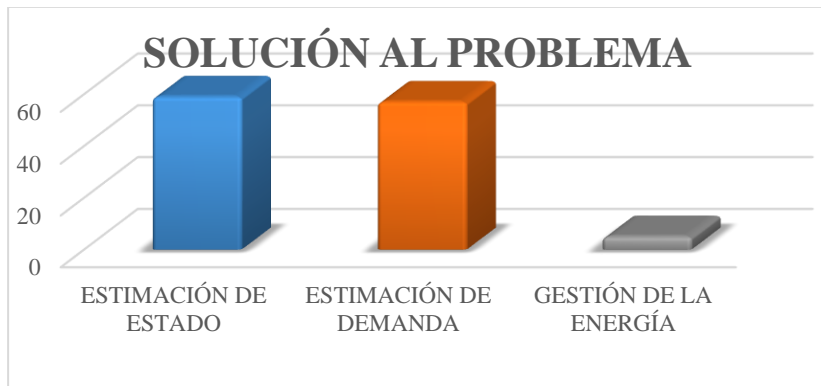 SOLUCIÓN AL PROBLEMA
60
40
20
0
ESTIMACIÓN DE
ESTADO
ESTIMACIÓN DE
DEMANDA
GESTIÓN DE LA
ENERGÍA